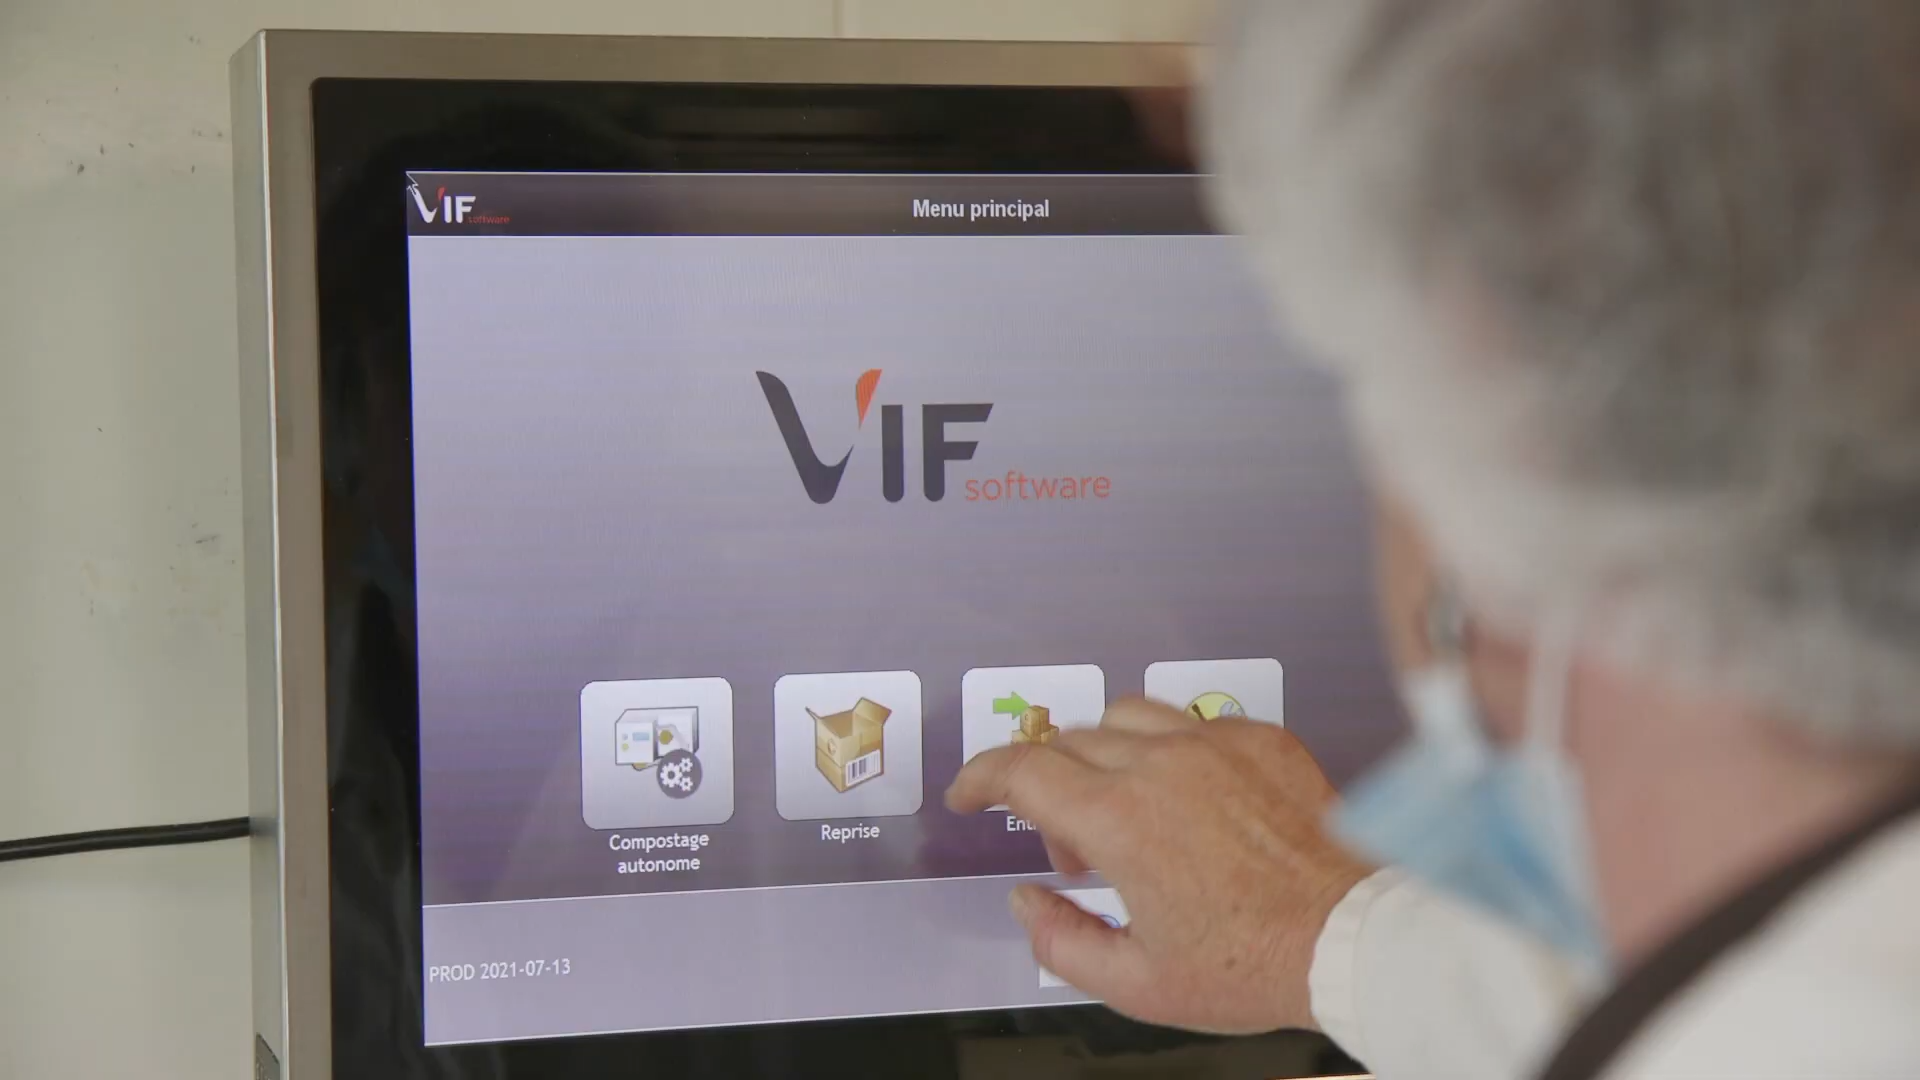 VIF software
Menu principal
VIF software
Compostage
autonome
Reprise
PROD 2021-07-13